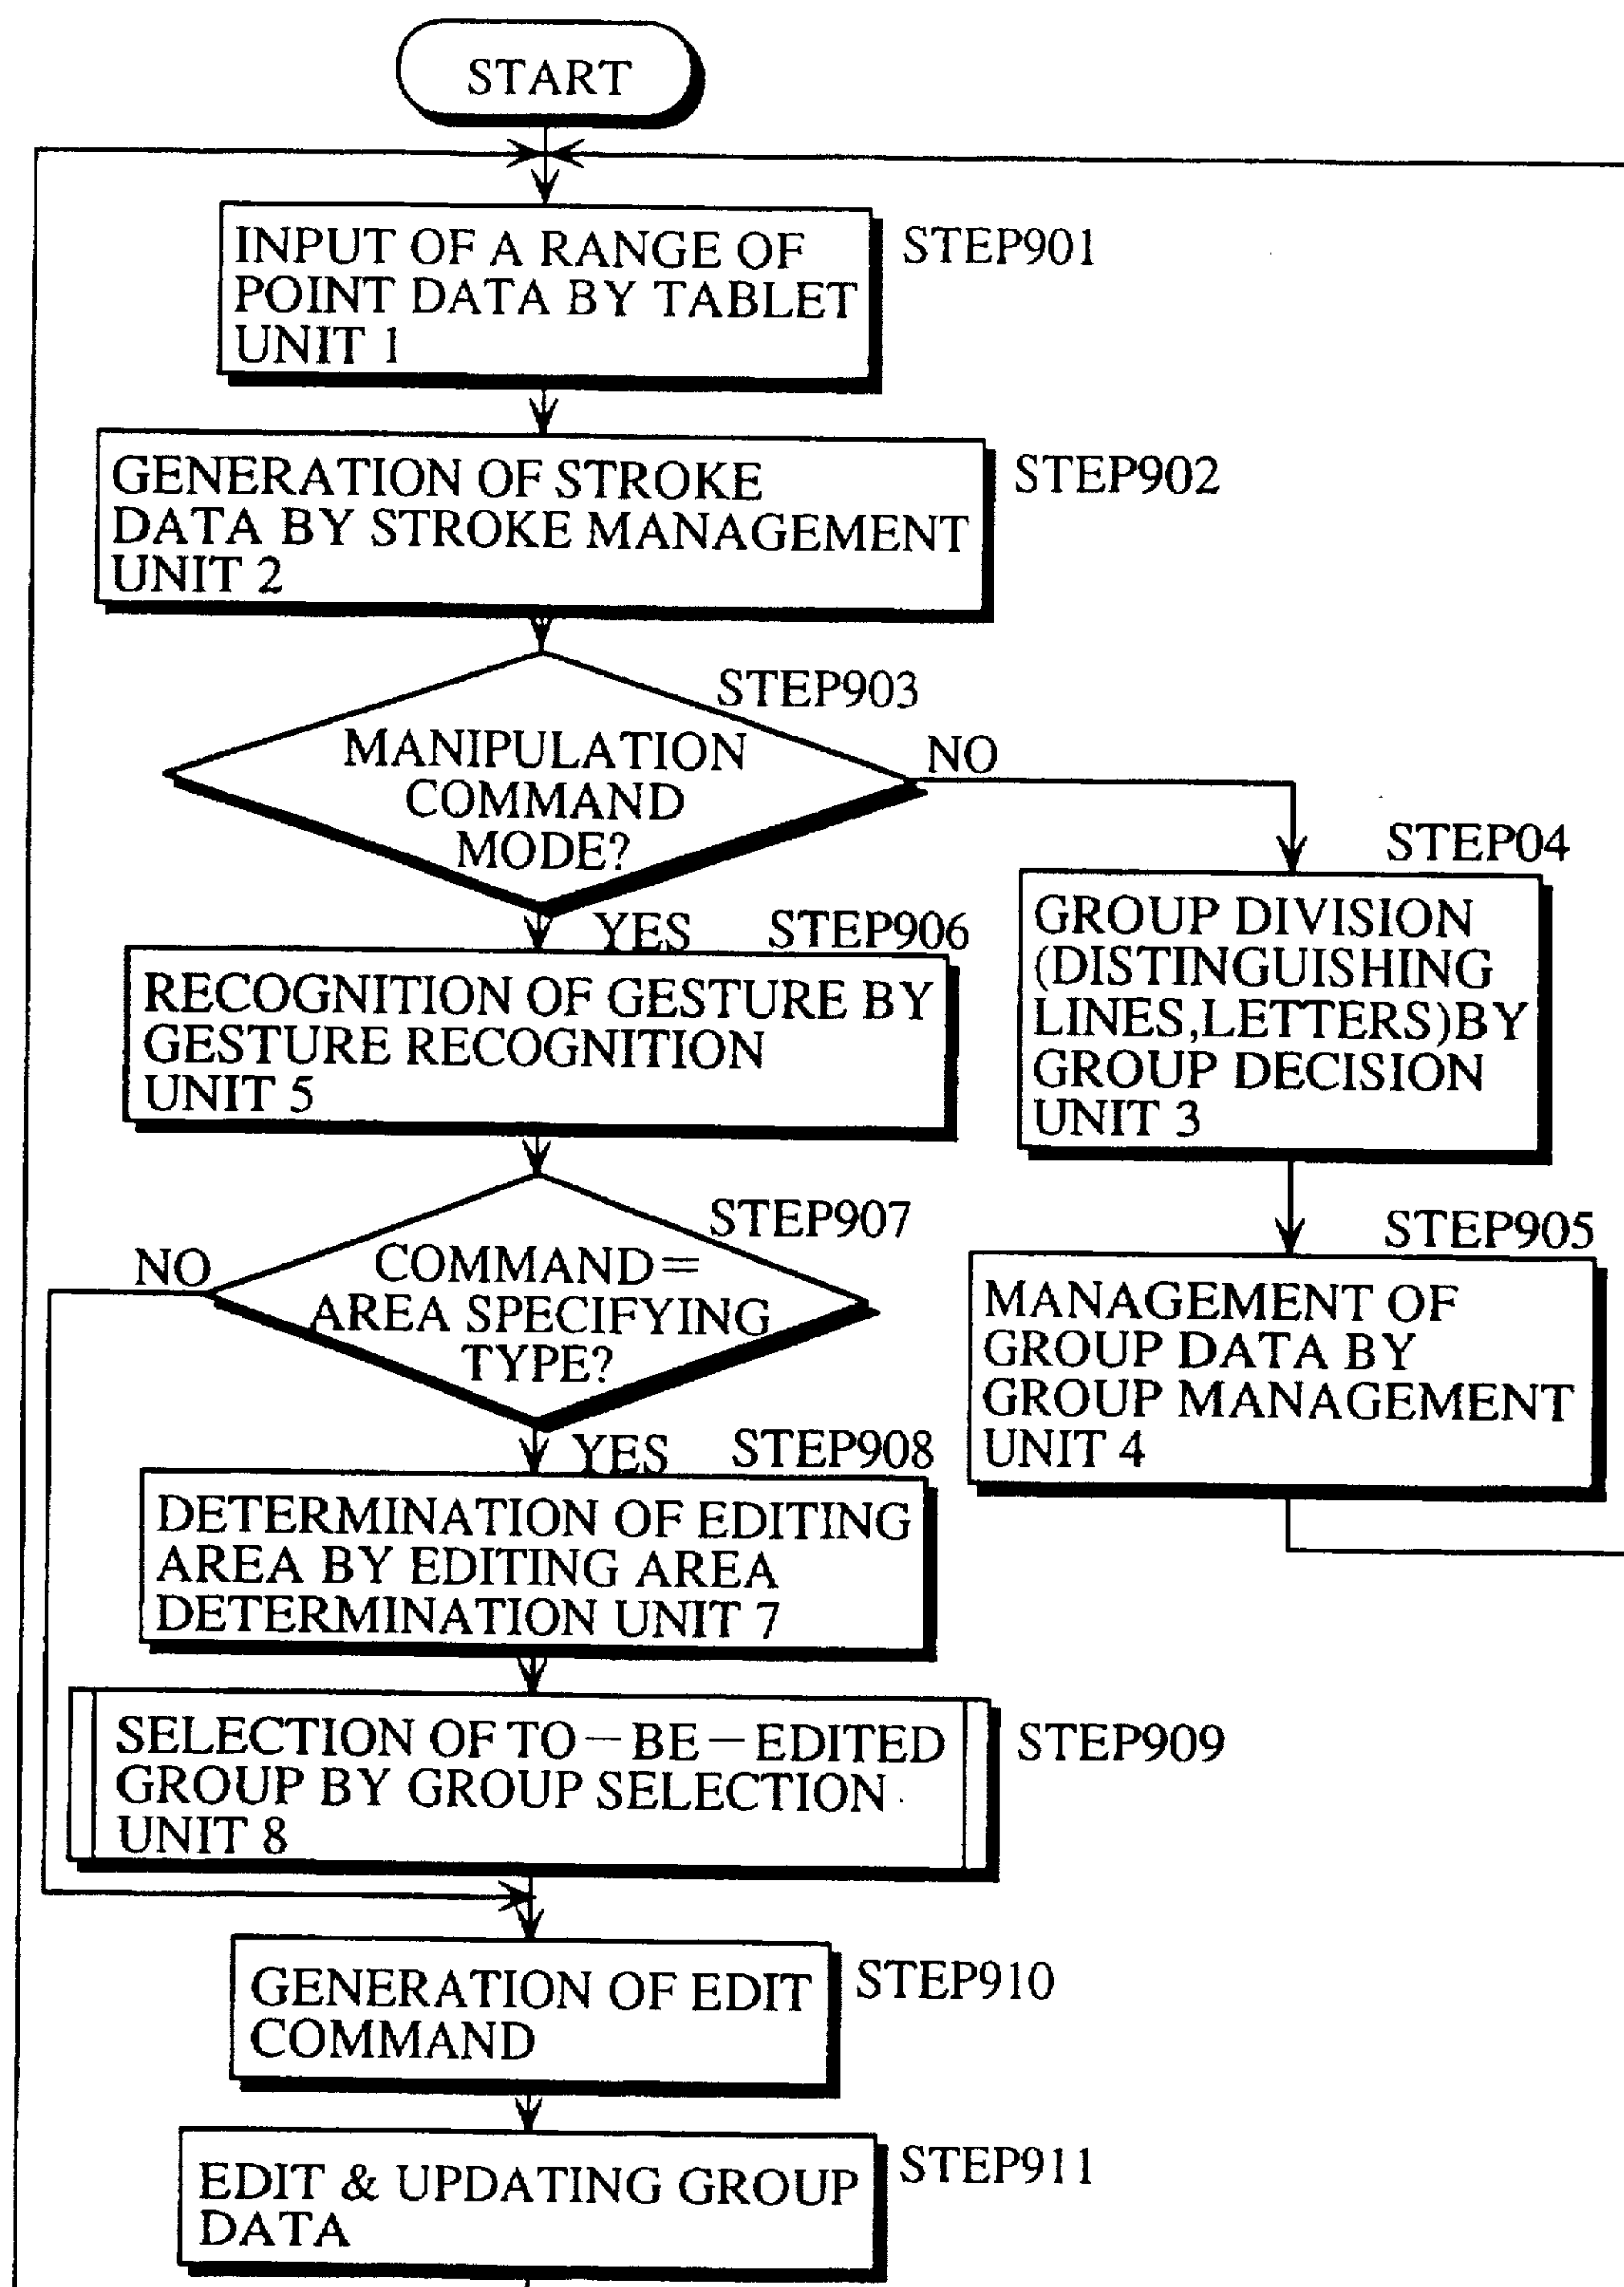 START
INPUT OF A RANGE OF
POINT DATA BY TABLET
UNIT 1
STEP901
GENERATION OF STROKE
DATA BY STROKE MANAGEMENT
UNIT 2
STEP902
STEP903
MANIPULATION
COMMAND
MODE?
NO
YES
STEP04
GROUP DIVISION
(DISTINGUISHING
LINES,LETTERS)BY
GROUP DECISION
UNIT 3
STEP906
RECOGNITION OF GESTURE BY
GESTURE RECOGNITION
UNIT 5
STEP905
MANAGEMENT OF
GROUP DATA BY
GROUP MANAGEMENT
UNIT 4
STEP907
COMMAND=
AREA SPECIFYING
TYPE?
NO
YES
STEP908
DETERMINATION OF EDITING
AREA BY EDITING AREA
DETERMINATION UNIT 7
SELECTION OF TO－BE－EDITED
GROUP BY GROUP SELECTION
UNIT 8
STEP909
GENERATION OF EDIT
COMMAND
STEP910
EDIT & UPDATING GROUP
DATA
STEP911